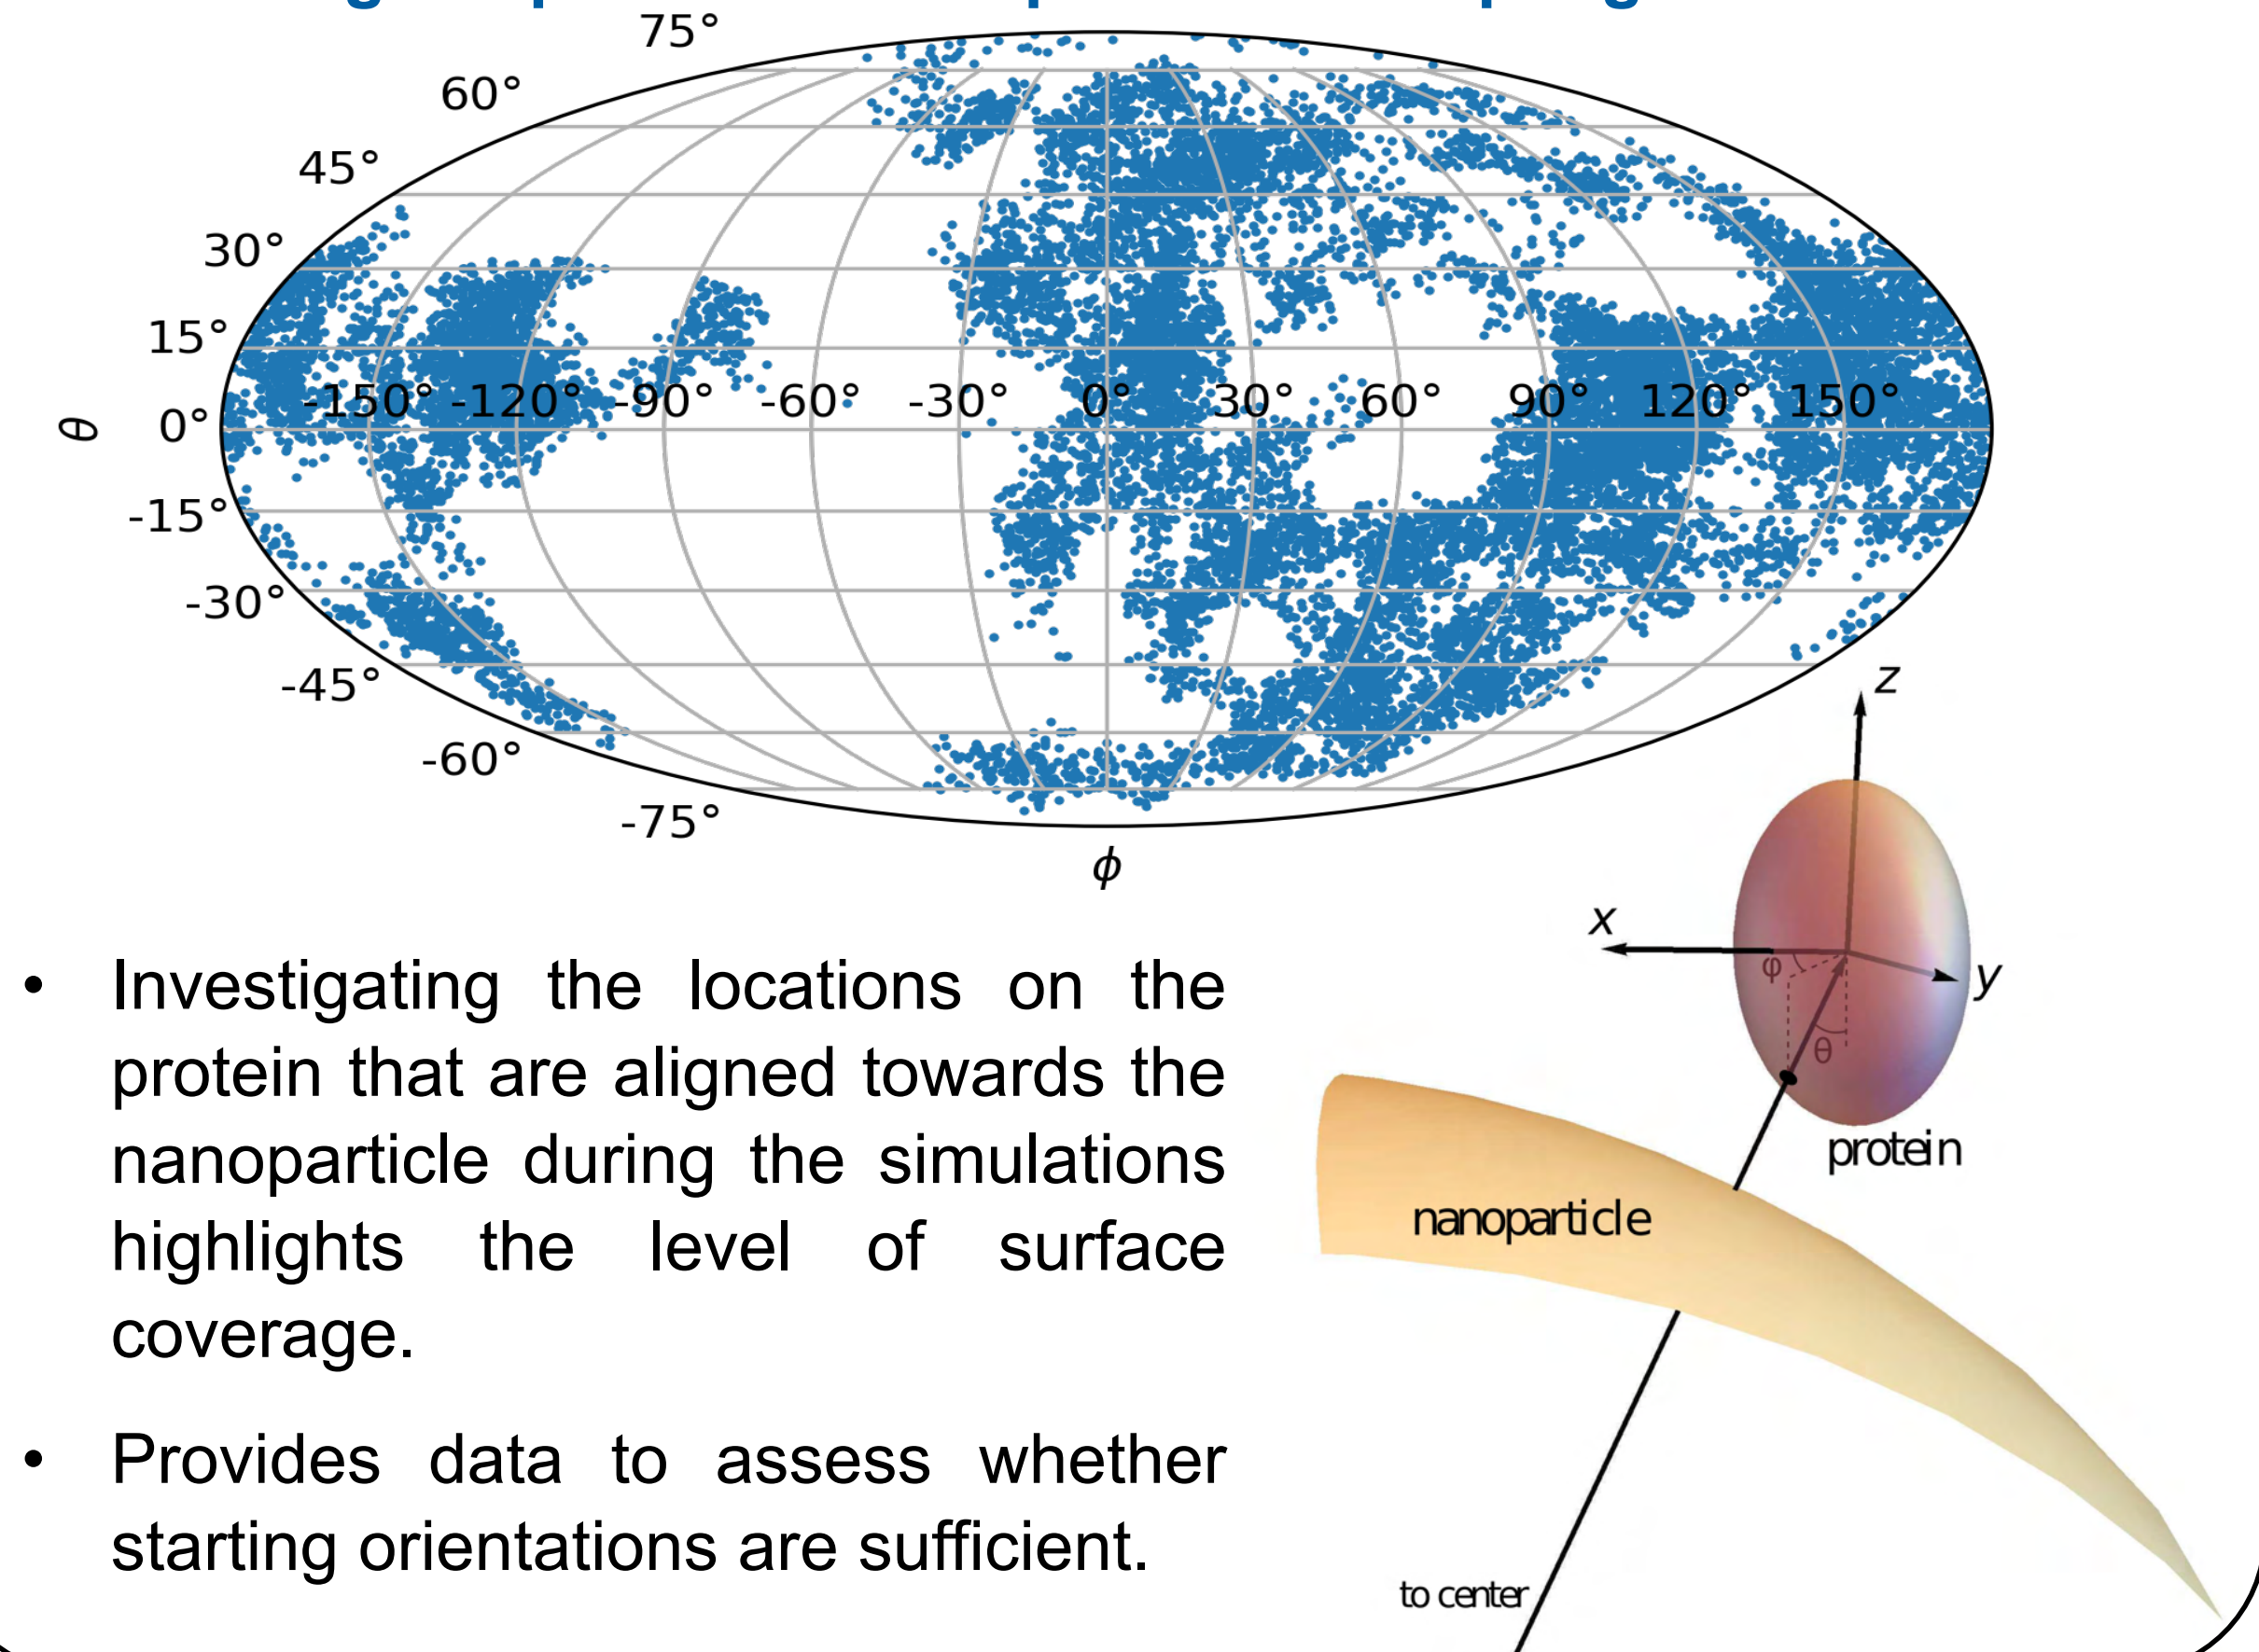 75°
60°
45°
30°
15°
-150° -120° -90° -60° -30° 0° 30° 60° 90° 120° 150°
θ 0°
-15°
-30°
-45°
-60°
-75°
ϕ
z
x
y
φ
θ
protein
nanoparticle
to center
• Investigating the locations on the
protein that are aligned towards the
nanoparticle during the simulations
highlights the level of surface
coverage.
• Provides data to assess whether
starting orientations are sufficient.